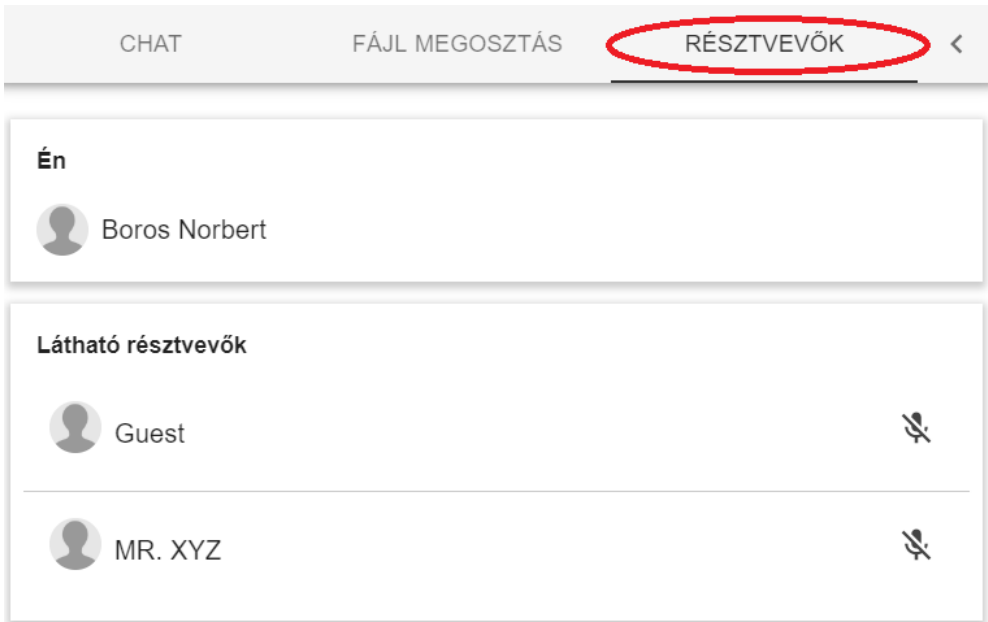 CHAT FÁJL MEGOSZTÁS RÉSZTVEVŐK
Én
Boros Norbert
Látható résztvevők
Guest
MR. XYZ